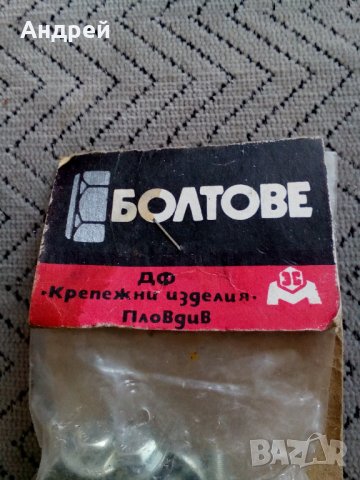 Андрей
БОЛТОВЕ
ДФ
"Крепежни изделия"
Пловдив
BAZAR